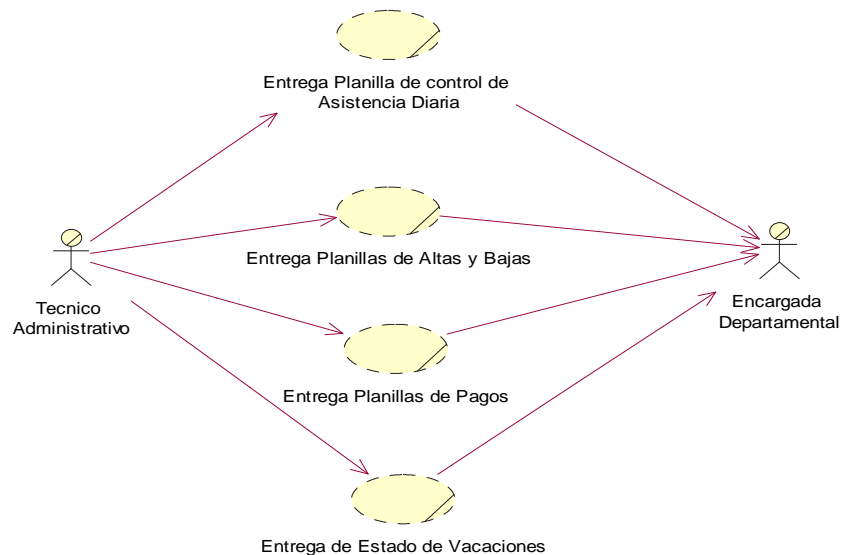 Entrega Planilla de control de
Asistencia Diaria
Entrega Planillas de Altas y Bajas
Tecnico
Administrativo
Encargada
Departamental
Entrega Planillas de Pagos
Entrega de Estado de Vacaciones